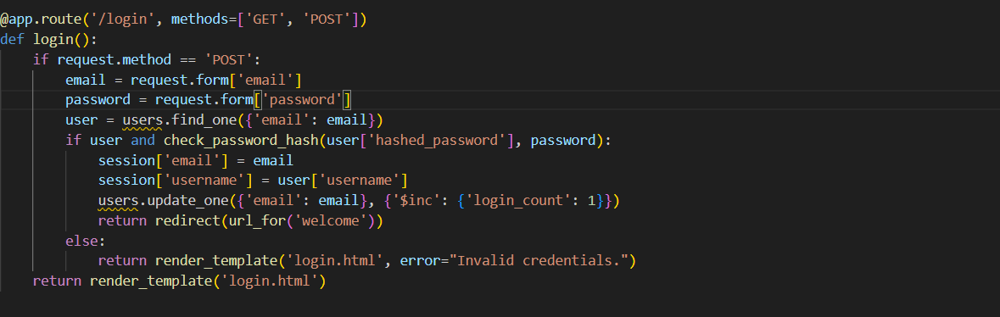 @app.route('/login', methods=['GET', 'POST'])
def login():
    if request.method == 'POST':
        email = request.form['email']
        password = request.form['password']
        user = users.find_one({'email': email})
        if user and check_password_hash(user['hashed_password'], password):
            session['email'] = email
            session['username'] = user['username']
            users.update_one({'email': email}, {'$inc': {'login_count': 1}})
            return redirect(url_for('welcome'))
        else:
            return render_template('login.html', error="Invalid credentials.")
    return render_template('login.html')